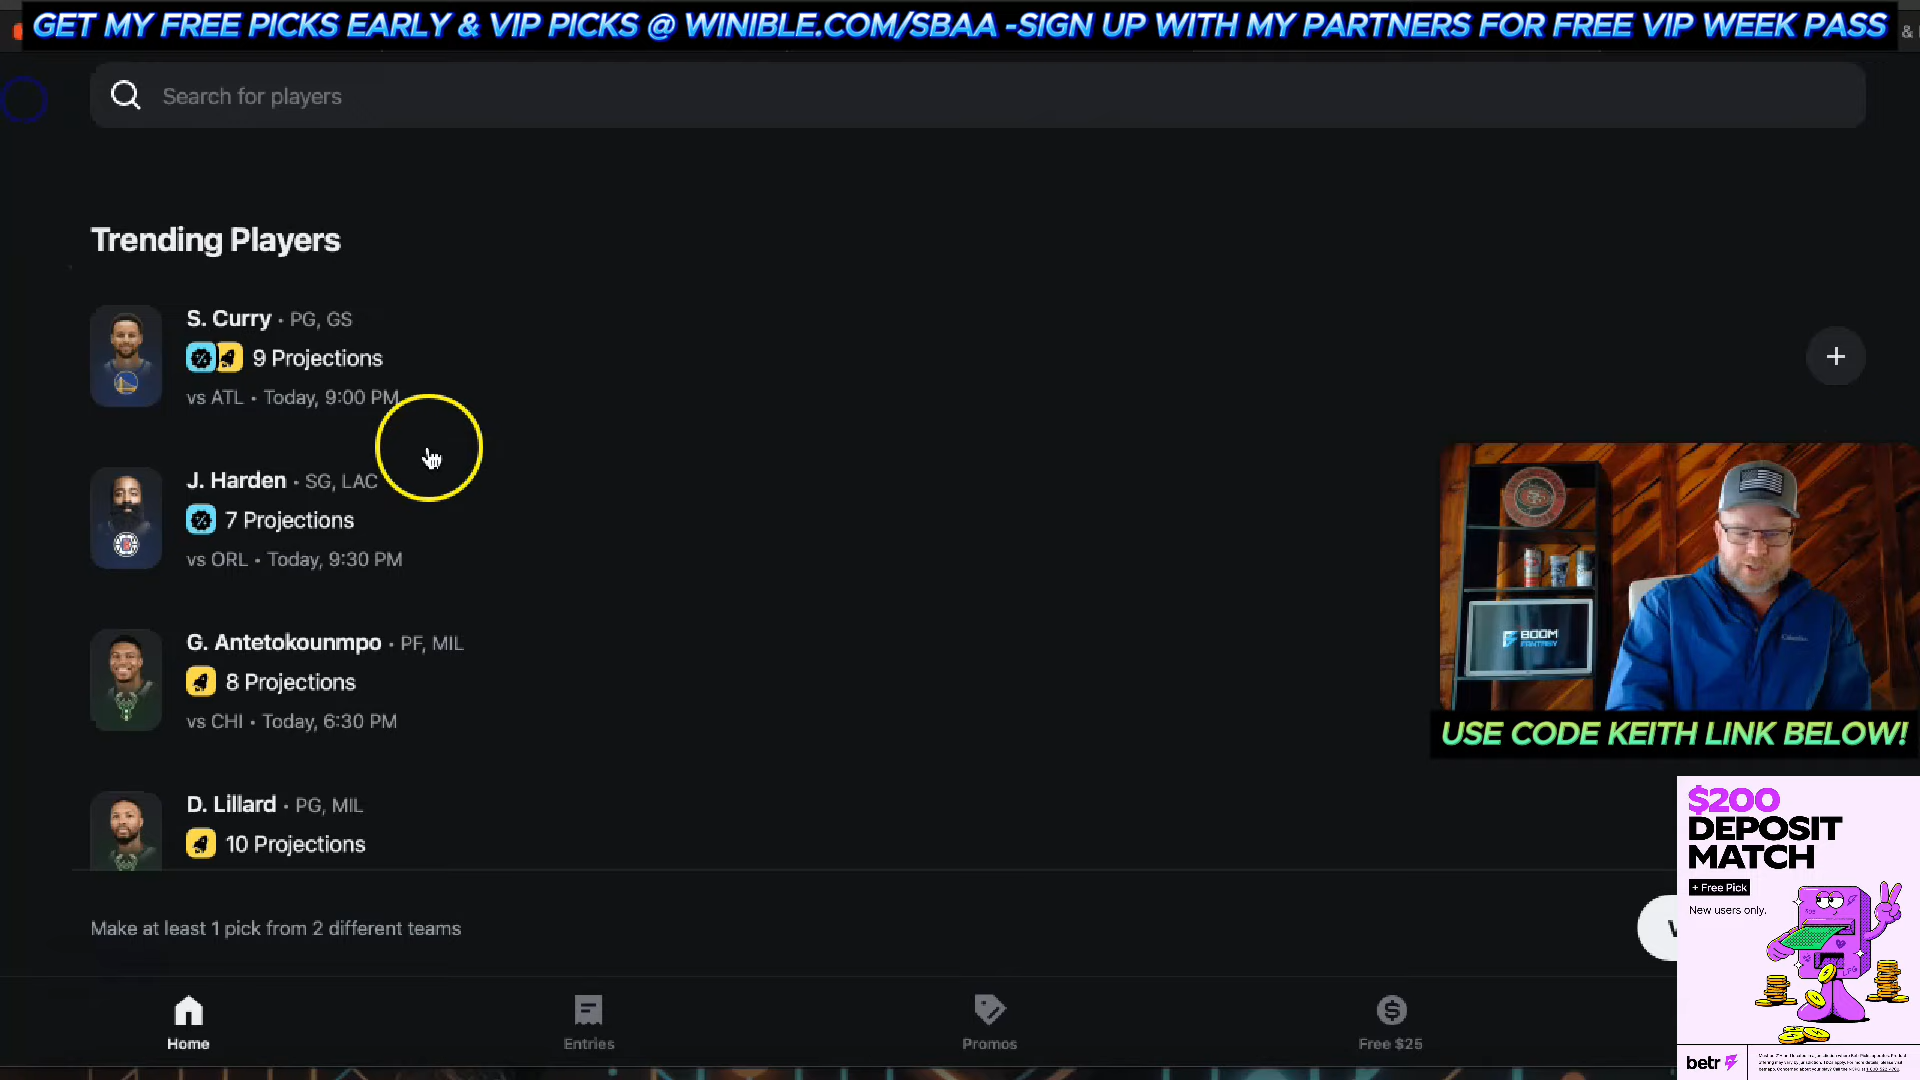 GET MY FREE PICKS EARLY & VIP PICKS @ WINIBLE.COM/SBAA -SIGN UP WITH MY PARTNERS FOR FREE VIP WEEK PASS
&
Search for players
Trending Players
S. Curry · PG, GS
9 Projections
vs ATL · Today, 9:00 PM
J. Harden · SG, LAC
7 Projections
vs ORL · Today, 9:30 PM
G. Antetokounmpo · PF, MIL
8 Projections
vs CHI · Today, 6:30 PM
D. Lillard · PG, MIL
10 Projections
BOOM
FANTASY
USE CODE KEITH LINK BELOW!
$200
DEPOSIT
MATCH
+ Free Pick
New users only.
Make at least 1 pick from 2 different teams
Home
Entries
Promos
Free $25
betr